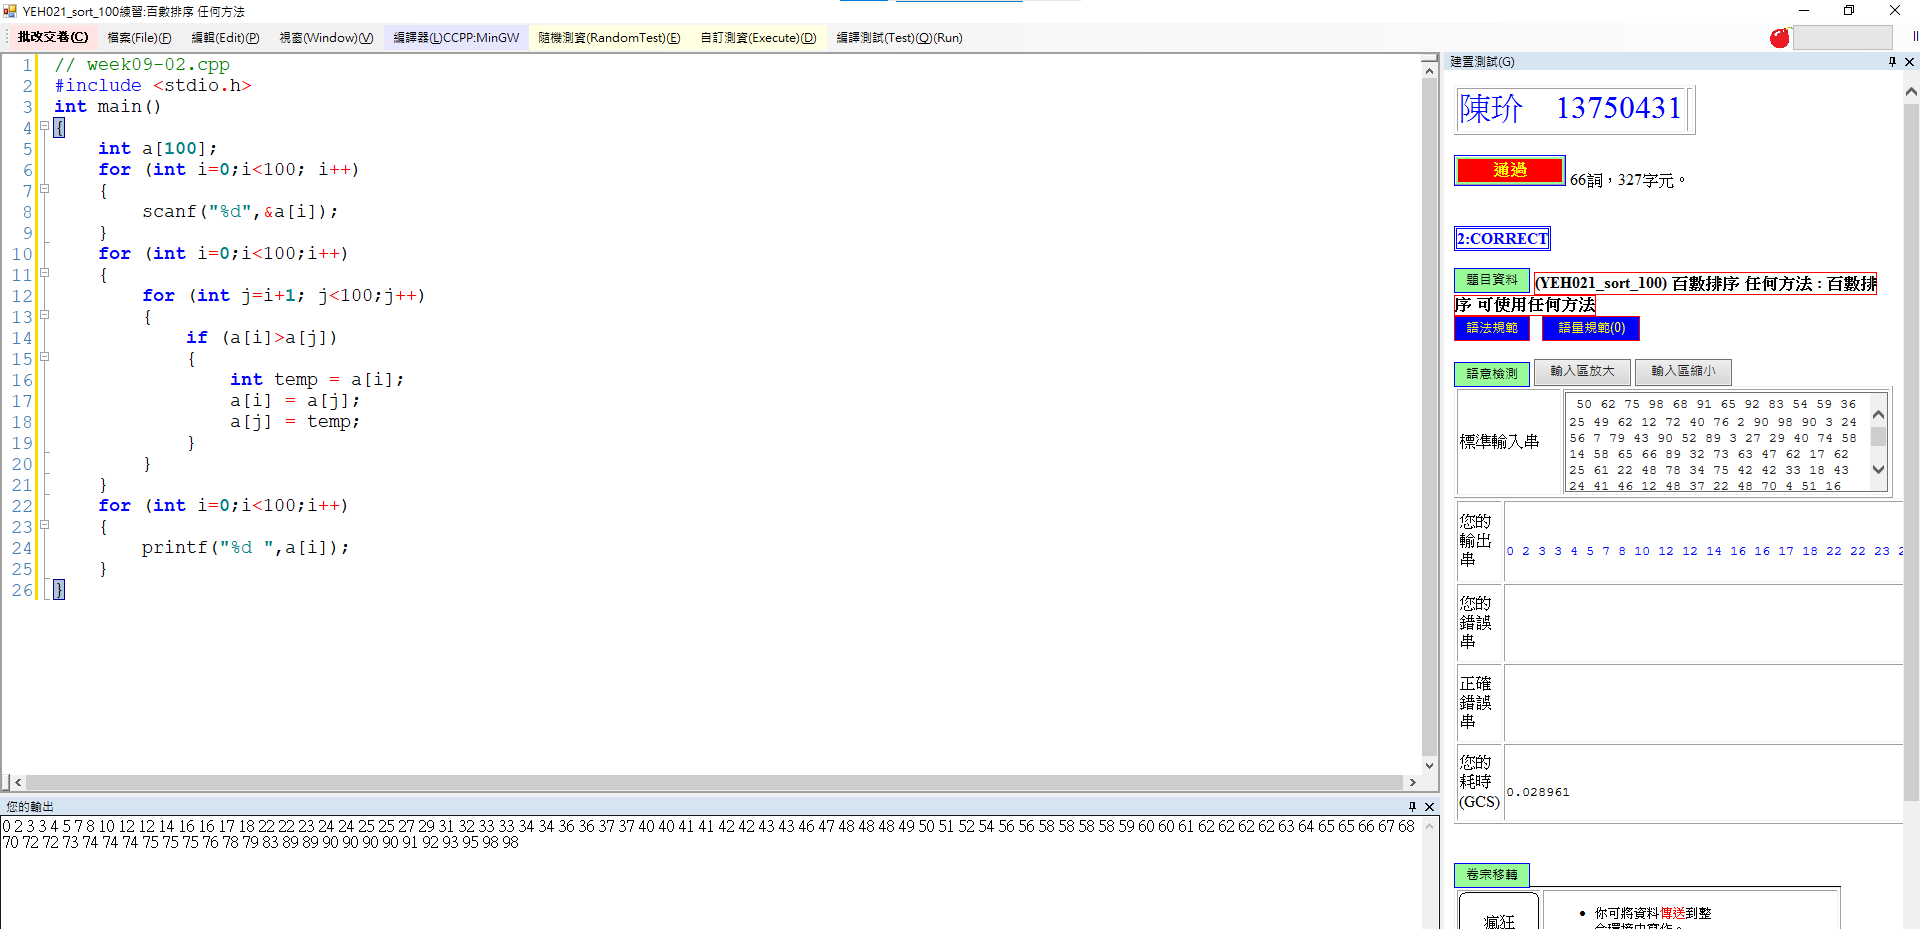 YEH021_sort_100練習:百數排序 任何方法
批改交卷(C) 檔案(File)(F) 編輯(Edit)(P) 視窗(Window)(V) 編譯器(L)CCPP:MinGW 隨機測資(RandomTest)(E) 自訂測資(Execute)(D) 編譯測試(Test)(Q)(Run)
1 // week09-02.cpp
2 #include <stdio.h>
3 int main()
4 {
5 int a[100];
6 for (int i=0;i<100; i++)
7 {
8 scanf("%d",&a[i]);
9 }
10 for (int i=0;i<100;i++)
11 {
12 for (int j=i+1; j<100;j++)
13 {
14 if (a[i]>a[j])
15 {
16 int temp = a[i];
17 a[i] = a[j];
18 a[j] = temp;
19 }
20 }
21 }
22 for (int i=0;i<100;i++)
23 {
24 printf("%d ",a[i]);
25 }
26 }
您的輸出
0 2 3 3 4 5 7 8 10 12 12 14 16 16 17 18 22 22 23 24 24 25 25 27 29 31 32 33 33 34 34 36 36 37 37 40 40 41 41 42 42 43 43 46 47 48 48 48 49 50 51 52 54 56 56 58 58 58 58 59 60 60 61 62 62 62 62 63 64 65 65 66 67 68
70 72 72 73 74 74 74 75 75 75 76 78 79 83 89 89 90 90 90 90 91 92 93 95 98 98
建置測試(G)
陳玠 13750431
通過 66詞，327字元。
2:CORRECT
題目資料 (YEH021_sort_100) 百數排序 任何方法 : 百數排
序 可使用任何方法
語法規範 語量規範(0)
語意檢測 輸入區放大 輸入區縮小
標準輸入串
50 62 75 98 68 91 65 92 83 54 59 36
25 49 62 12 72 40 76 2 90 98 90 3 24
56 7 79 43 90 52 89 3 27 29 40 74 58
14 58 65 66 89 32 73 63 47 62 17 62
25 61 22 48 78 34 75 42 42 33 18 43
24 41 46 12 48 37 22 48 70 4 51 16
您的
輸出
串
0 2 3 3 4 5 7 8 10 12 12 14 16 16 17 18 22 22 23 2
您的
錯誤
串
正確
錯誤
串
您的
耗時
(GCS)
0.028961
卷宗移轉
瘋狂
你可將資料傳送到整